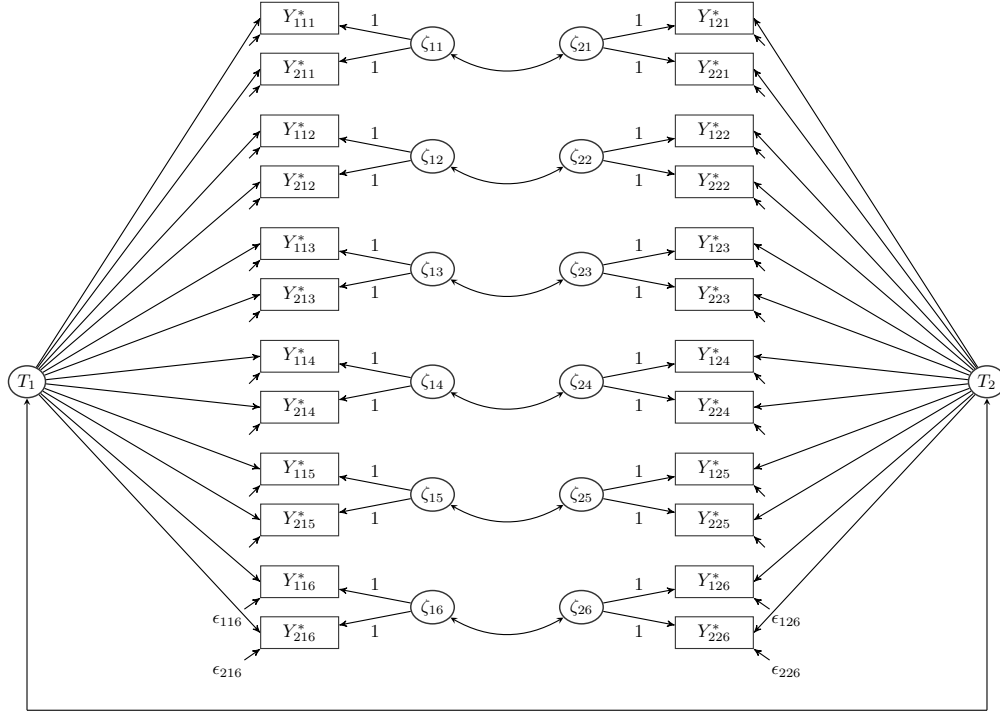 Y*₁₁₁ 1 1 Y*₁₂₁
ζ₁₁ ζ₂₁
Y*₂₁₁ 1 1 Y*₂₂₁
Y*₁₁₂ 1 1 Y*₁₂₂
ζ₁₂ ζ₂₂
Y*₂₁₂ 1 1 Y*₂₂₂
Y*₁₁₃ 1 1 Y*₁₂₃
ζ₁₃ ζ₂₃
Y*₂₁₃ 1 1 Y*₂₂₃
Y*₁₁₄ 1 1 Y*₁₂₄
T₁ ζ₁₄ ζ₂₄ T₂
Y*₂₁₄ 1 1 Y*₂₂₄
Y*₁₁₅ 1 1 Y*₁₂₅
ζ₁₅ ζ₂₅
Y*₂₁₅ 1 1 Y*₂₂₅
Y*₁₁₆ 1 1 Y*₁₂₆
ζ₁₆ ζ₂₆
ϵ₁₁₆ ϵ₁₂₆
Y*₂₁₆ 1 1 Y*₂₂₆
ϵ₂₁₆ ϵ₂₂₆